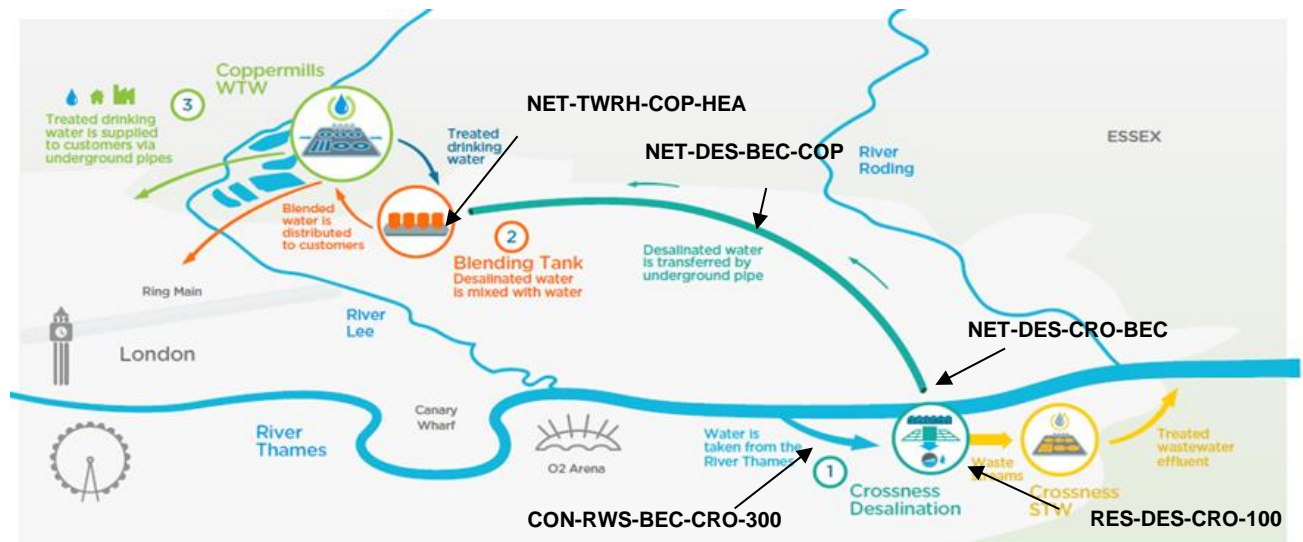 Coppermills
WTW
3
Treated drinking
water is supplied
to customers via
underground pipes
NET-TWRH-COP-HEA
Treated
drinking
water
NET-DES-BEC-COP
River
Roding
ESSEX
Blended
water is
distributed
to customers
2
Blending Tank
Desalinated water
is mixed with water
Desalinated water
is transferred by
underground pipe
Ring Main
River
Lee
London
NET-DES-CRO-BEC
River
Thames
Canary
Wharf
O2 Arena
Water is
taken from the
River Thames
1
Crossness
Desalination
Waste
Streams
Crossness
STW
Treated
wastewater
effluent
CON-RWS-BEC-CRO-300
RES-DES-CRO-100